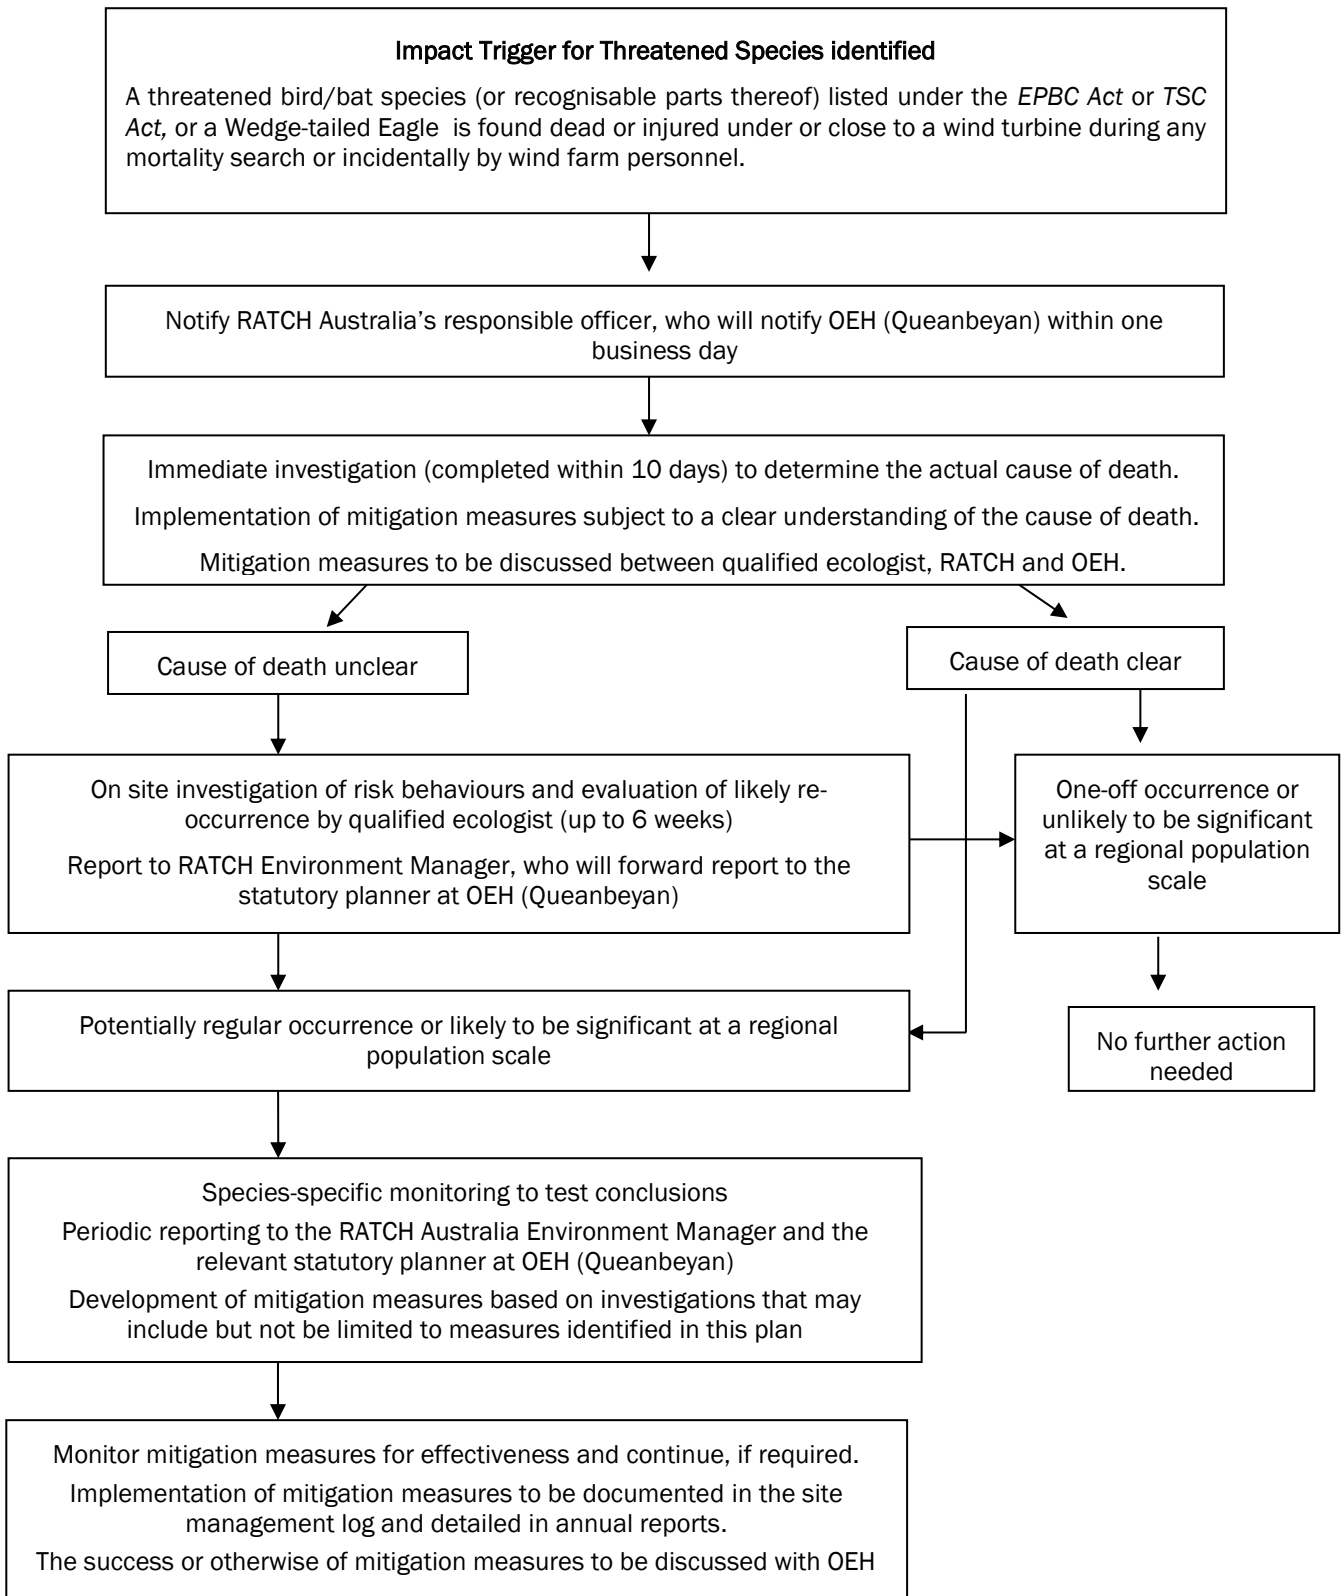 Impact Trigger for Threatened Species identified
A threatened bird/bat species (or recognisable parts thereof) listed under the EPBC Act or TSC
Act, or a Wedge-tailed Eagle is found dead or injured under or close to a wind turbine during any
mortality search or incidentally by wind farm personnel.
Notify RATCH Australia's responsible officer, who will notify OEH (Queanbeyan) within one
business day
Immediate investigation (completed within 10 days) to determine the actual cause of death.
Implementation of mitigation measures subject to a clear understanding of the cause of death.
Mitigation measures to be discussed between qualified ecologist, RATCH and OEH.
Cause of death unclear
Cause of death clear
On site investigation of risk behaviours and evaluation of likely re-
occurrence by qualified ecologist (up to 6 weeks)
Report to RATCH Environment Manager, who will forward report to the
statutory planner at OEH (Queanbeyan)
One-off occurrence or
unlikely to be significant
at a regional population
scale
Potentially regular occurrence or likely to be significant at a regional
population scale
No further action
needed
Species-specific monitoring to test conclusions
Periodic reporting to the RATCH Australia Environment Manager and the
relevant statutory planner at OEH (Queanbeyan)
Development of mitigation measures based on investigations that may
include but not be limited to measures identified in this plan
Monitor mitigation measures for effectiveness and continue, if required.
Implementation of mitigation measures to be documented in the site
management log and detailed in annual reports.
The success or otherwise of mitigation measures to be discussed with OEH